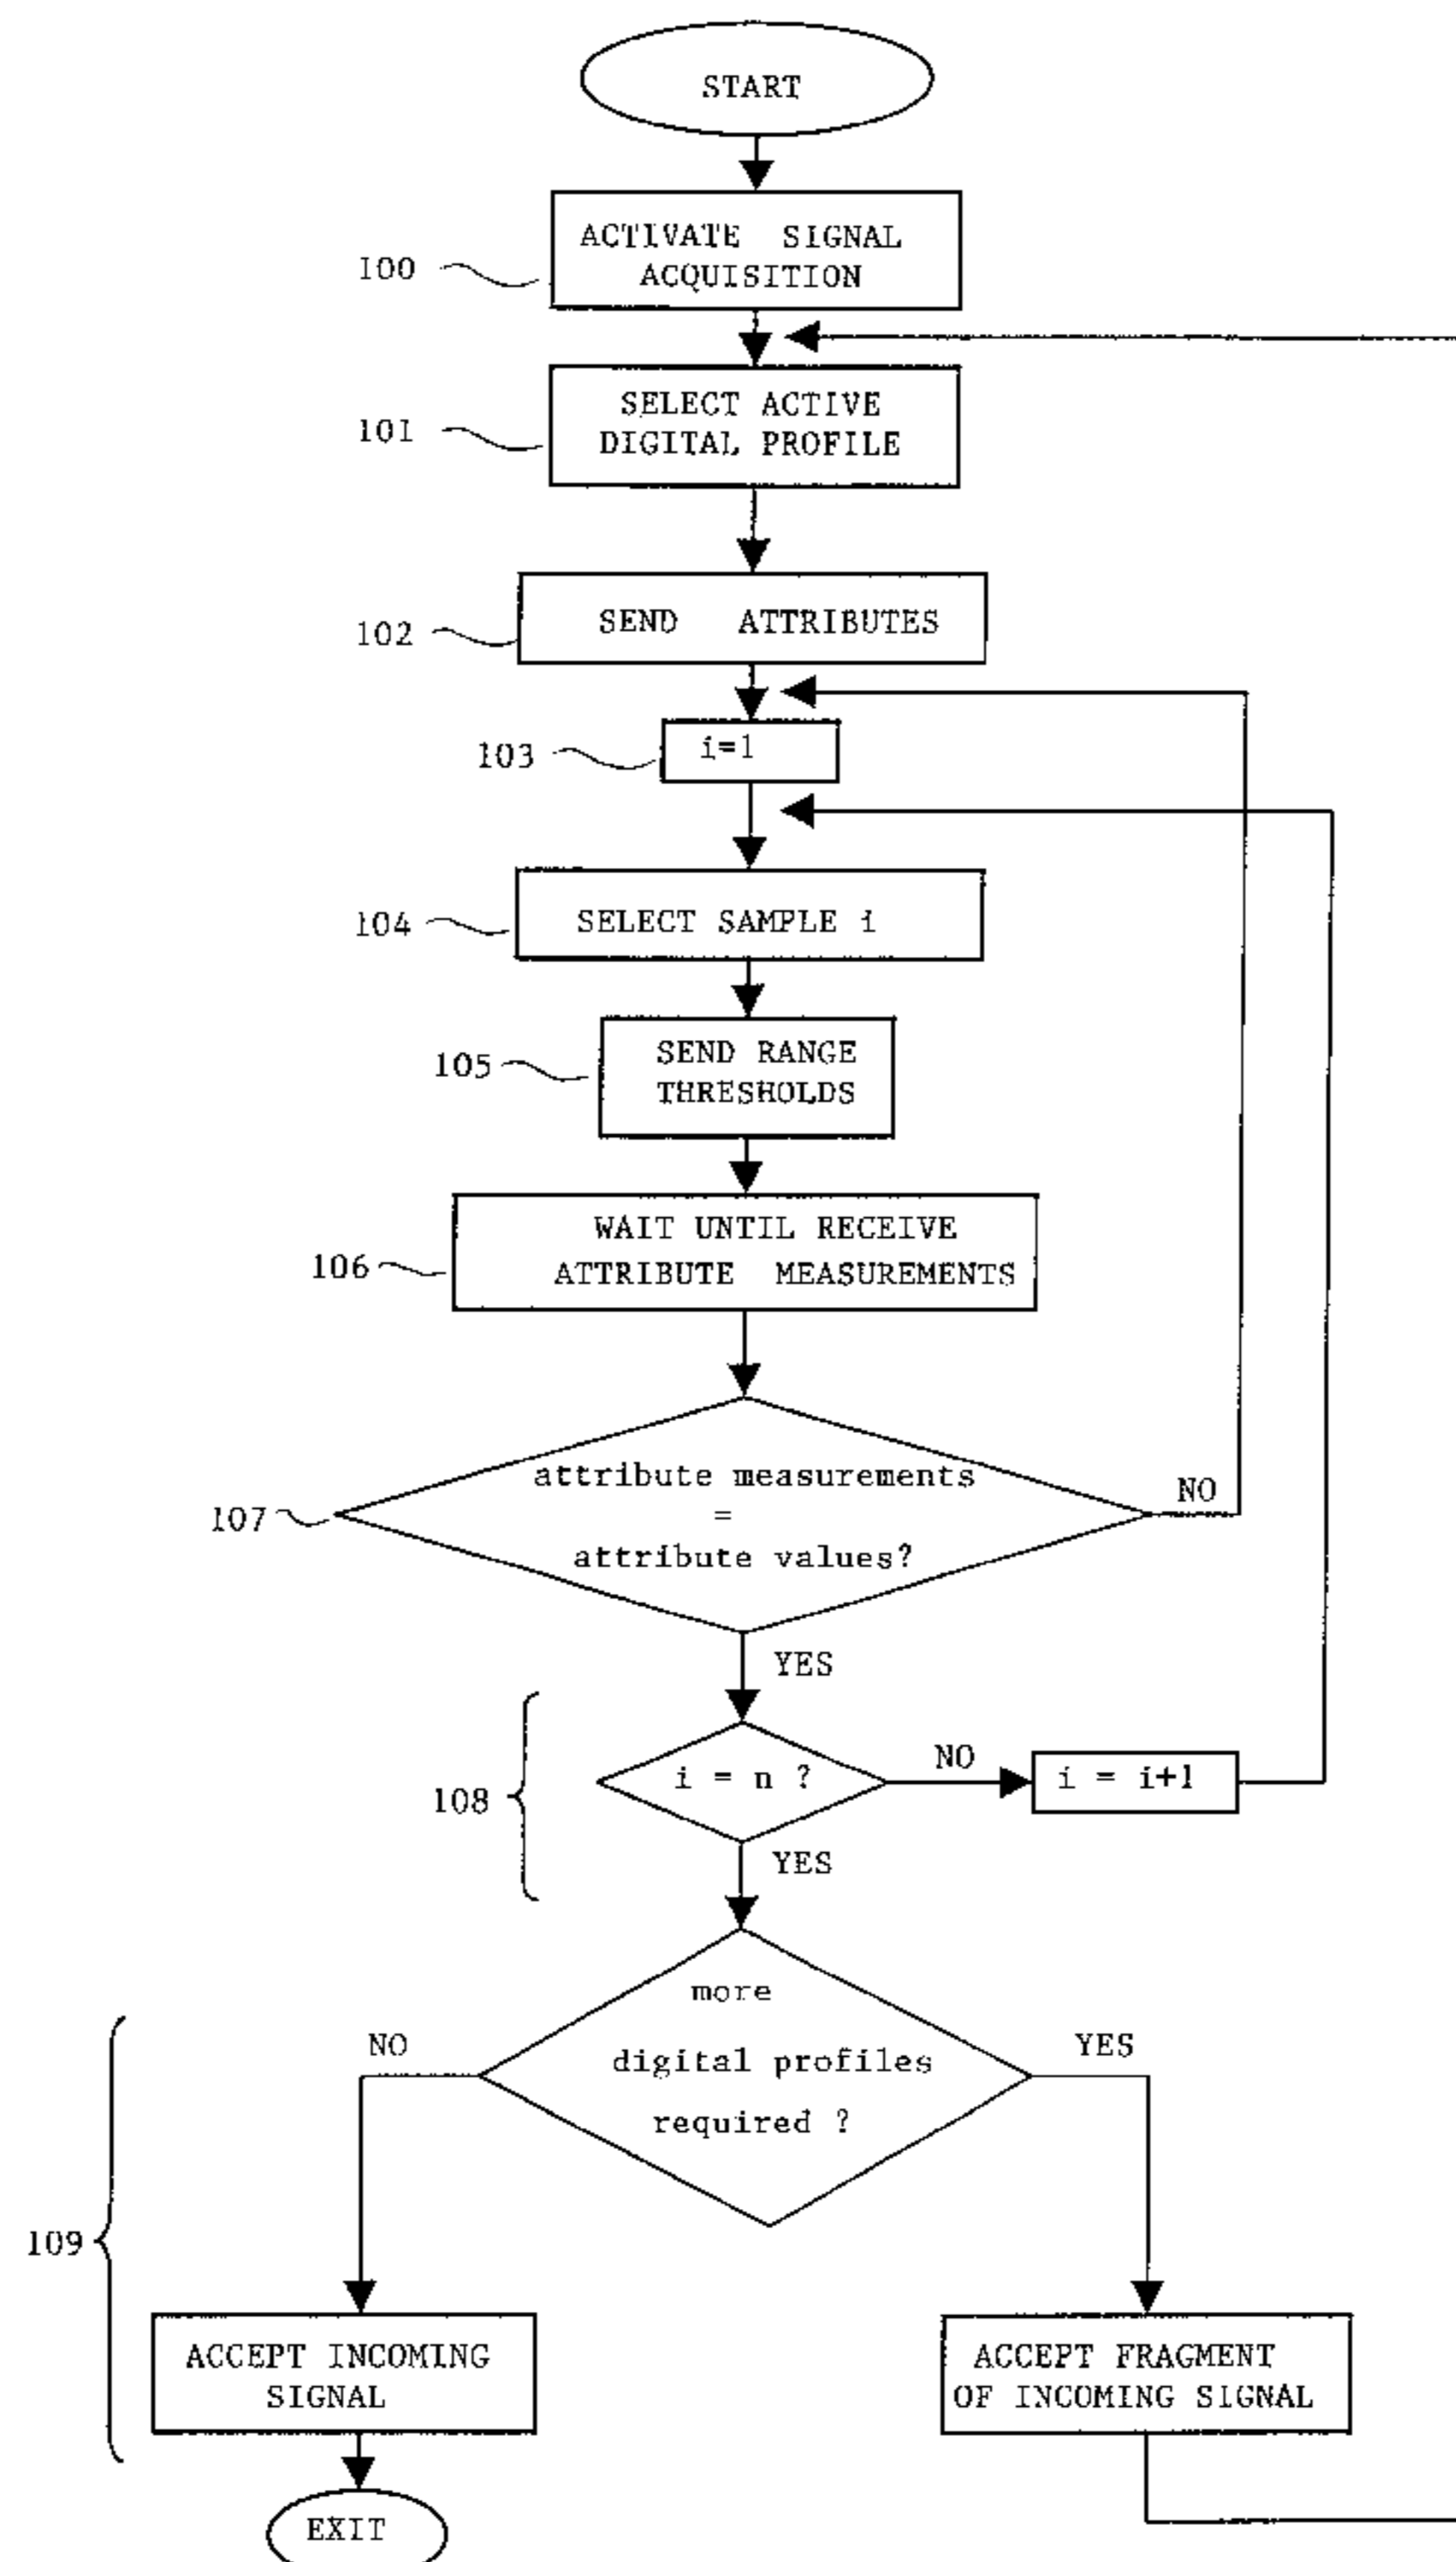 START
100
ACTIVATE SIGNAL
ACQUISITION
101
SELECT ACTIVE
DIGITAL PROFILE
102
SEND ATTRIBUTES
103
i=1
104
SELECT SAMPLE i
105
SEND RANGE
THRESHOLDS
106
WAIT UNTIL RECEIVE
ATTRIBUTE MEASUREMENTS
107
attribute measurements
=
attribute values?
NO
YES
108
i = n ?
NO
i = i+1
YES
109
more
digital profiles
required ?
NO
YES
ACCEPT INCOMING
SIGNAL
ACCEPT FRAGMENT
OF INCOMING SIGNAL
EXIT